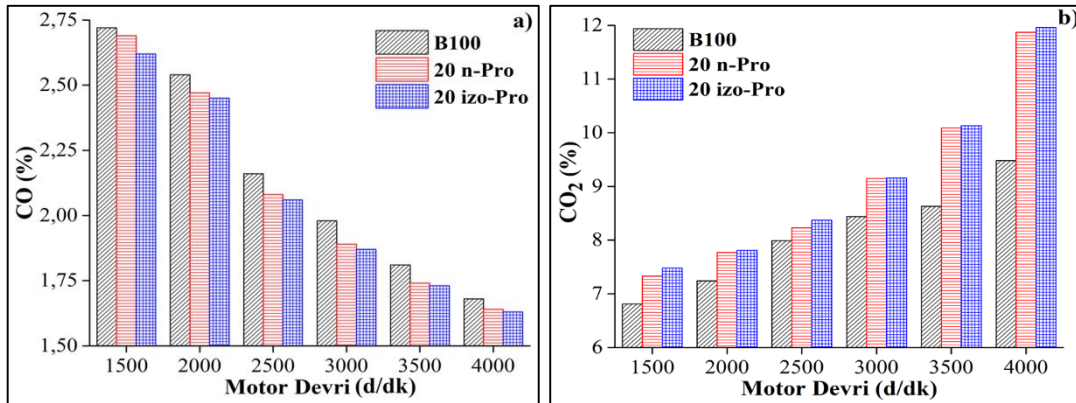 a)
CO (%)
2,75
2,50
2,25
2,00
1,75
1,50
B100
20 n-Pro
20 izo-Pro
1500 2000 2500 3000 3500 4000
Motor Devri (d/dk)
b)
CO2 (%)
12
11
10
9
8
7
6
B100
20 n-Pro
20 izo-Pro
1500 2000 2500 3000 3500 4000
Motor Devri (d/dk)